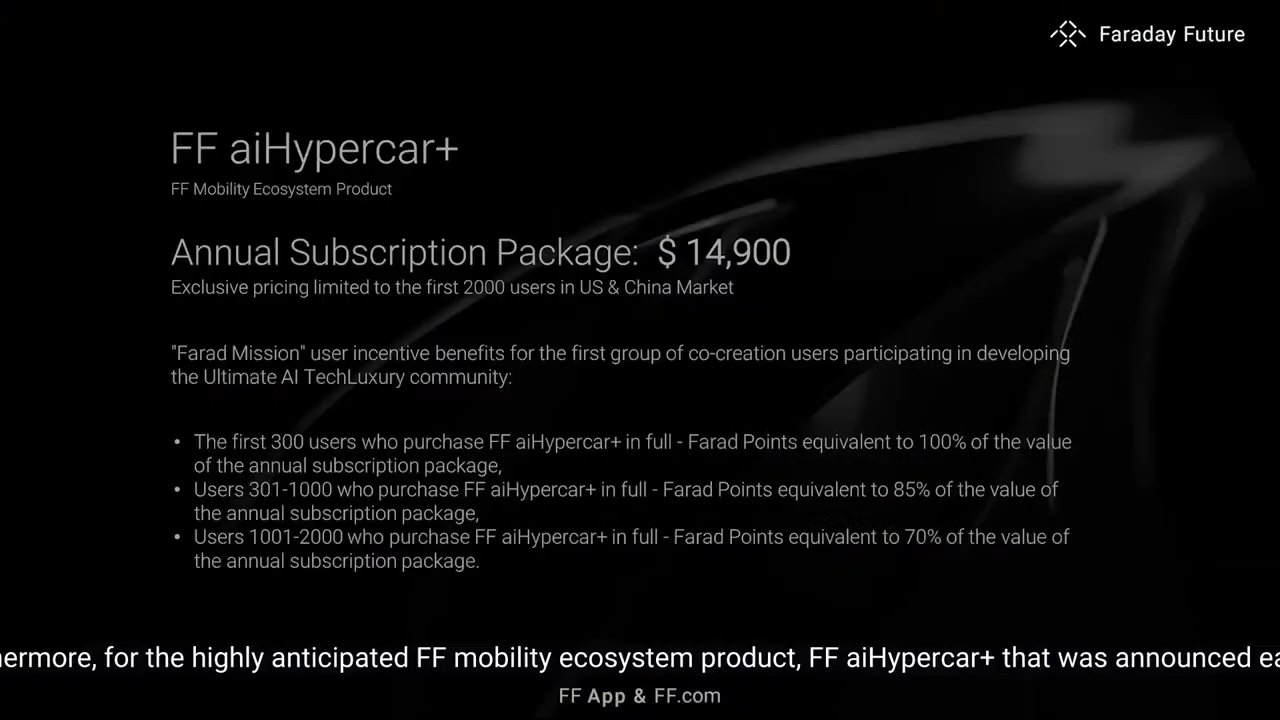 Faraday Future
FF aiHypercar+
FF Mobility Ecosystem Product
Annual Subscription Package: $ 14,900
Exclusive pricing limited to the first 2000 users in US & China Market
"Farad Mission" user incentive benefits for the first group of co-creation users participating in developing
the Ultimate AI TechLuxury community:
• The first 300 users who purchase FF aiHypercar+ in full - Farad Points equivalent to 100% of the value
of the annual subscription package,
• Users 301-1000 who purchase FF aiHypercar+ in full - Farad Points equivalent to 85% of the value of
the annual subscription package,
• Users 1001-2000 who purchase FF aiHypercar+ in full - Farad Points equivalent to 70% of the value of
the annual subscription package.
ermore, for the highly anticipated FF mobility ecosystem product, FF aiHypercar+ that was announced ea
FF App & FF.com